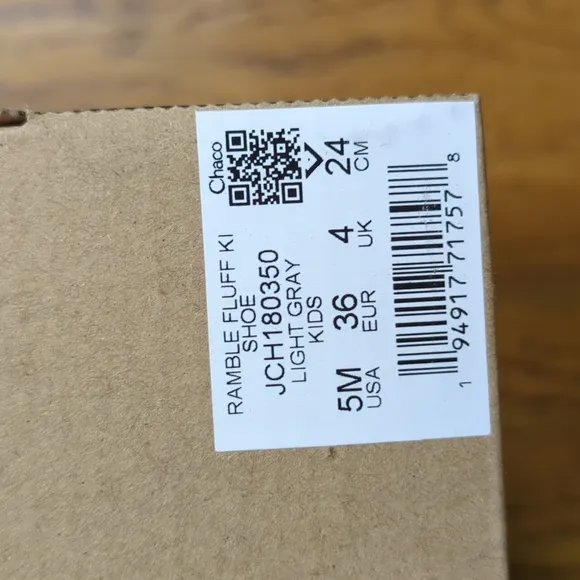 Chaco
RAMBLE FLUFF KI
SHOE
JCH180350
LIGHT GRAY
KIDS
5M 36 4 24
USA EUR UK CM
1 94917 71757 8